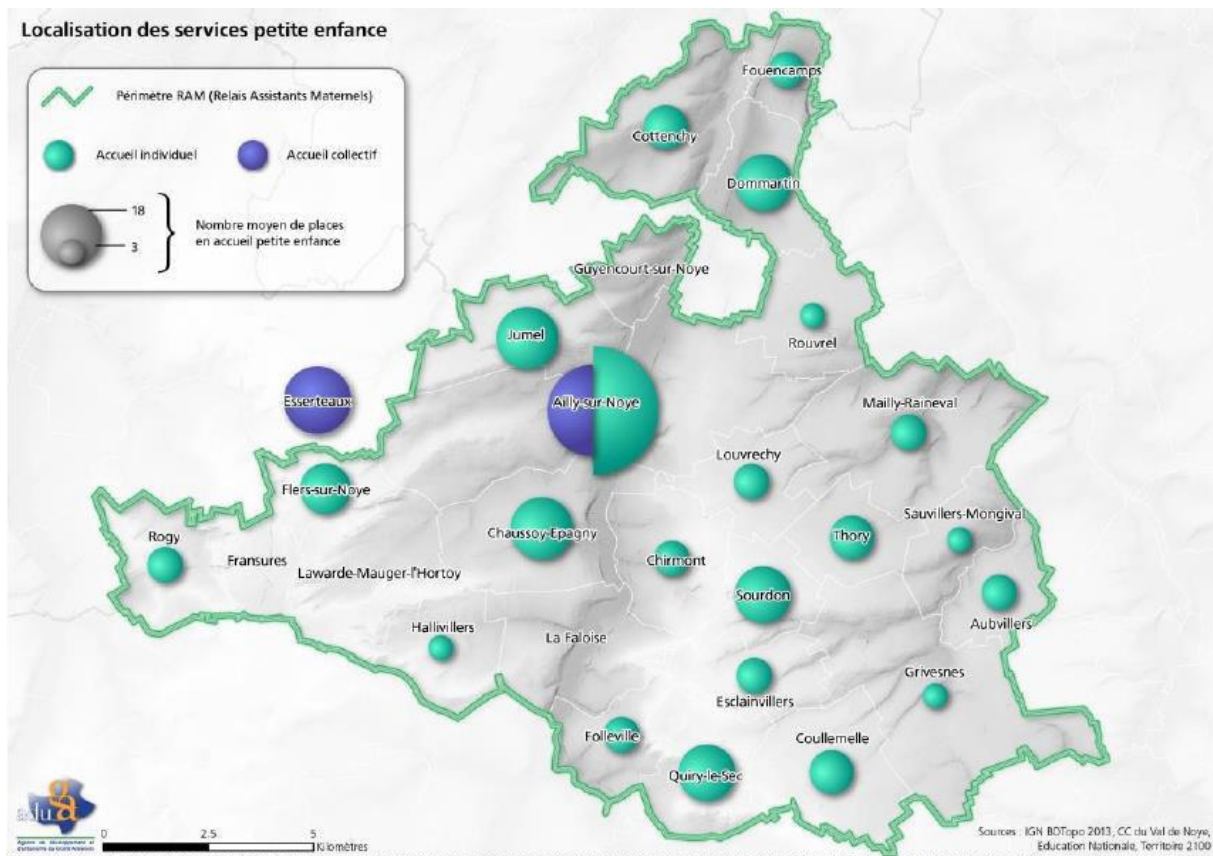 Localisation des services petite enfance
Périmètre RAM (Relais Assistants Maternels)
Accueil individuel
Accueil collectif
18
3
Nombre moyen de places
en accueil petite enfance
Fouencamps
Cottenchy
Dommartin
Guyencourt-sur-Noye
Jumel
Rouvrel
Esserteaux
Ailly-sur-Noye
Mailly-Raineval
Louvrechy
Flers-sur-Noye
Sauvillers-Mongival
Rogy
Chaussoy-Epagny
Thory
Fransures
Chirmont
Lawarde-Mauger-l'Hortoy
Sourdon
Aubvillers
Hallivillers
La Faloise
Grivesnes
Esclainvillers
Folleville
Coullemelle
Quiry-le-Sec
aduga
0
2.5
5
Kilomètres
Sources : IGN BDTopo 2013, CC du Val de Noye,
Education Nationale, Territoire 2100